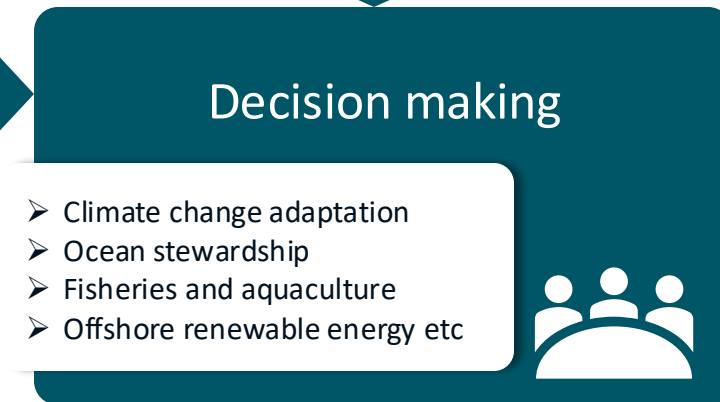 Decision making
➢ Climate change adaptation
➢ Ocean stewardship
➢ Fisheries and aquaculture
➢ Offshore renewable energy etc